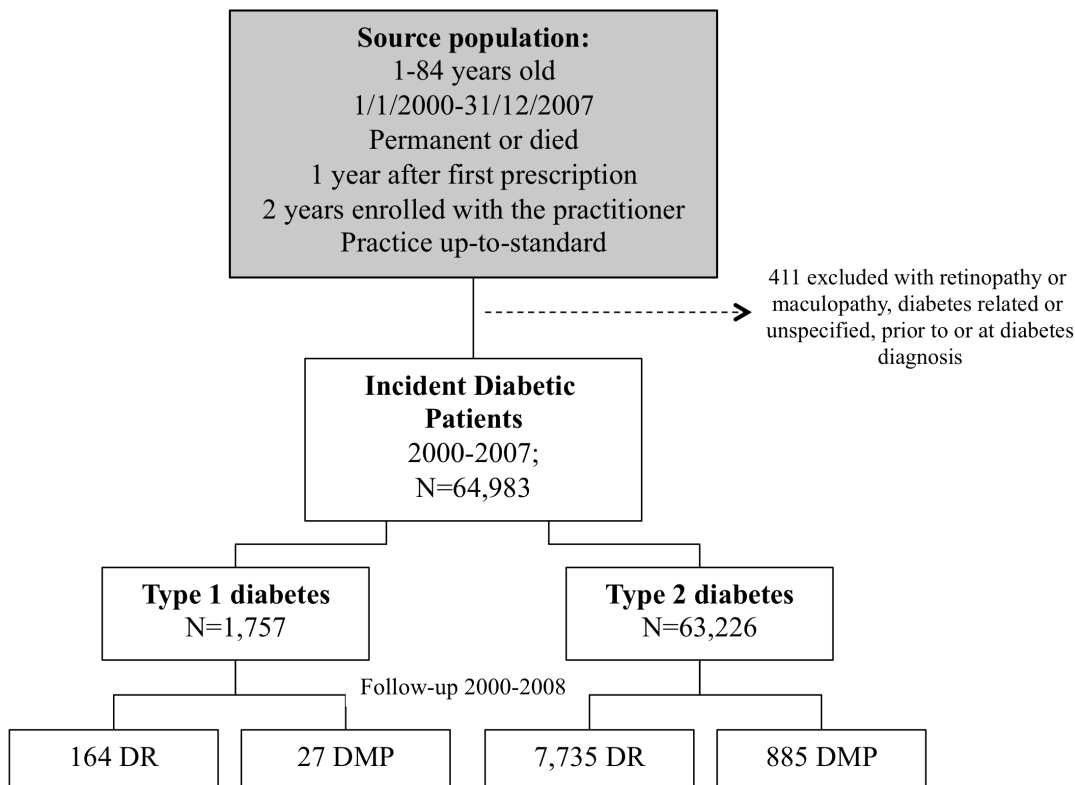 Source population:
1-84 years old
1/1/2000-31/12/2007
Permanent or died
1 year after first prescription
2 years enrolled with the practitioner
Practice up-to-standard
411 excluded with retinopathy or
maculopathy, diabetes related or
unspecified, prior to or at diabetes
diagnosis
Incident Diabetic
Patients
2000-2007;
N=64,983
Type 1 diabetes
N=1,757
Type 2 diabetes
N=63,226
Follow-up 2000-2008
164 DR
27 DMP
7,735 DR
885 DMP